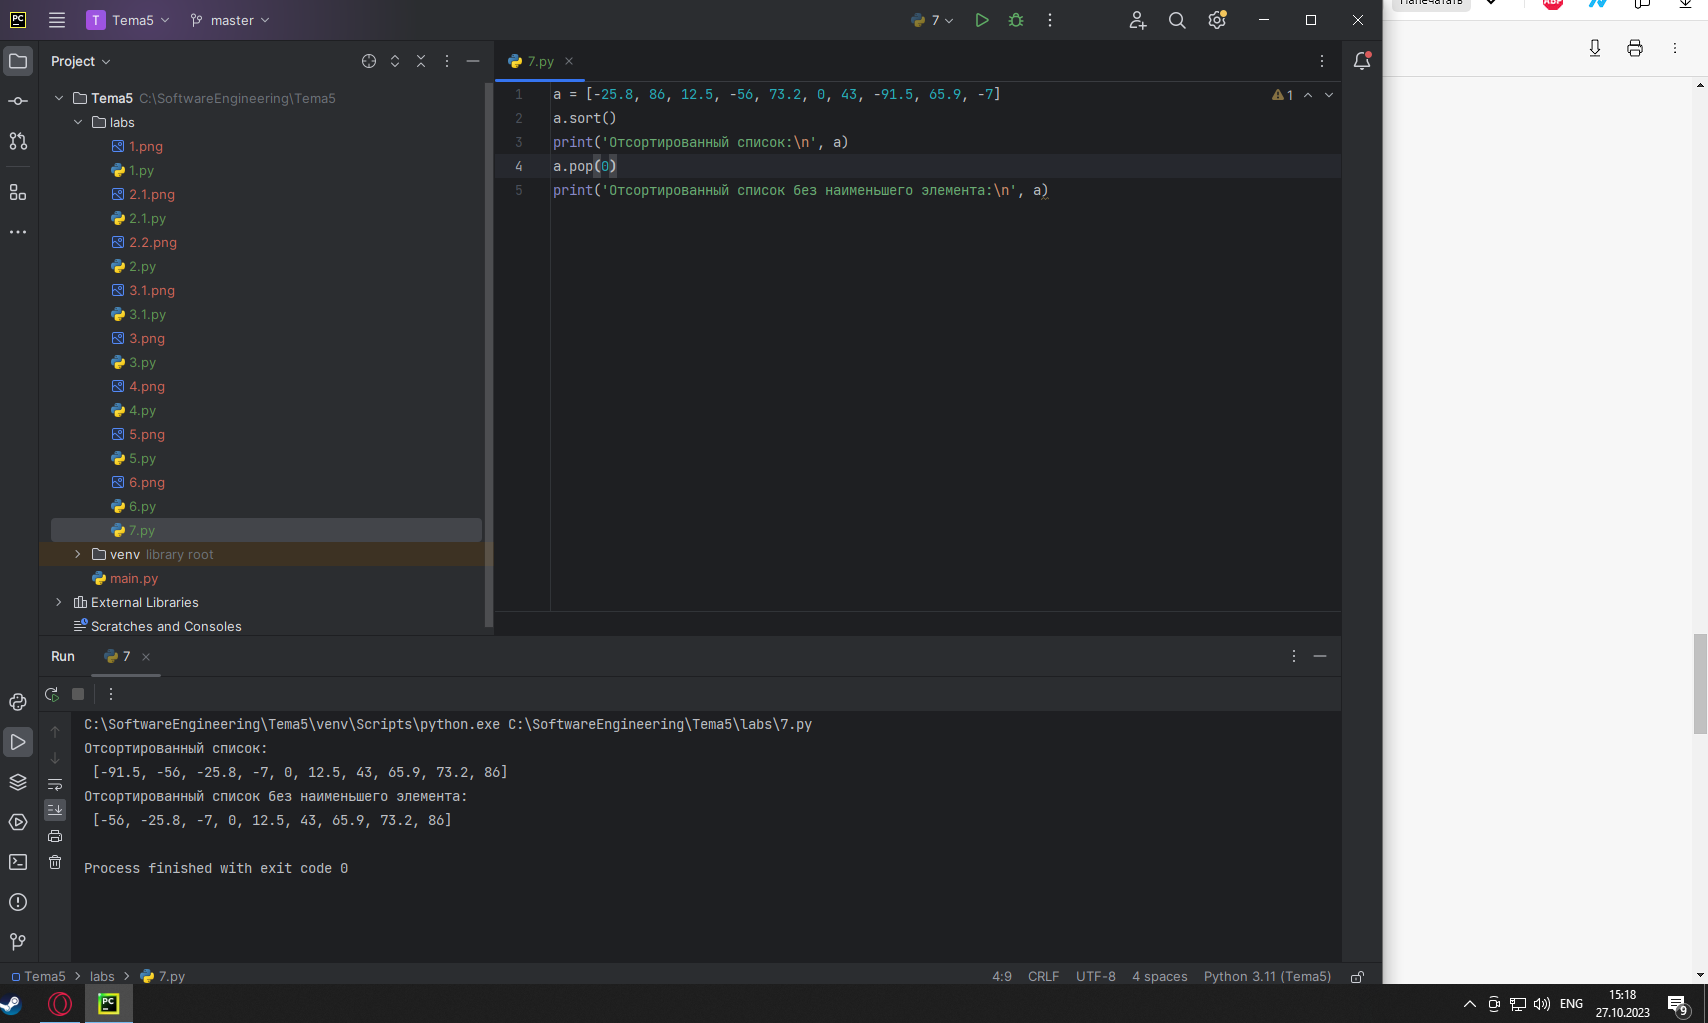 PC
T Tema5 master 7
Напечатать
ABP
Project
Tema5 C:\SoftwareEngineering\Tema5
labs
1.png
1.py
2.1.png
2.1.py
2.2.png
2.py
3.1.png
3.1.py
3.png
3.py
4.png
4.py
5.png
5.py
6.png
6.py
7.py
venv library root
main.py
External Libraries
Scratches and Consoles
7.py
1 a = [-25.8, 86, 12.5, -56, 73.2, 0, 43, -91.5, 65.9, -7] 1
2 a.sort()
3 print('Отсортированный список:\n', a)
4 a.pop(0)
5 print('Отсортированный список без наименьшего элемента:\n', a)
Run 7
C:\SoftwareEngineering\Tema5\venv\Scripts\python.exe C:\SoftwareEngineering\Tema5\labs\7.py
Отсортированный список:
[-91.5, -56, -25.8, -7, 0, 12.5, 43, 65.9, 73.2, 86]
Отсортированный список без наименьшего элемента:
[-56, -25.8, -7, 0, 12.5, 43, 65.9, 73.2, 86]
Process finished with exit code 0
Tema5 labs 7.py 4:9 CRLF UTF-8 4 spaces Python 3.11 (Tema5)
PC ENG 15:18
27.10.2023 9